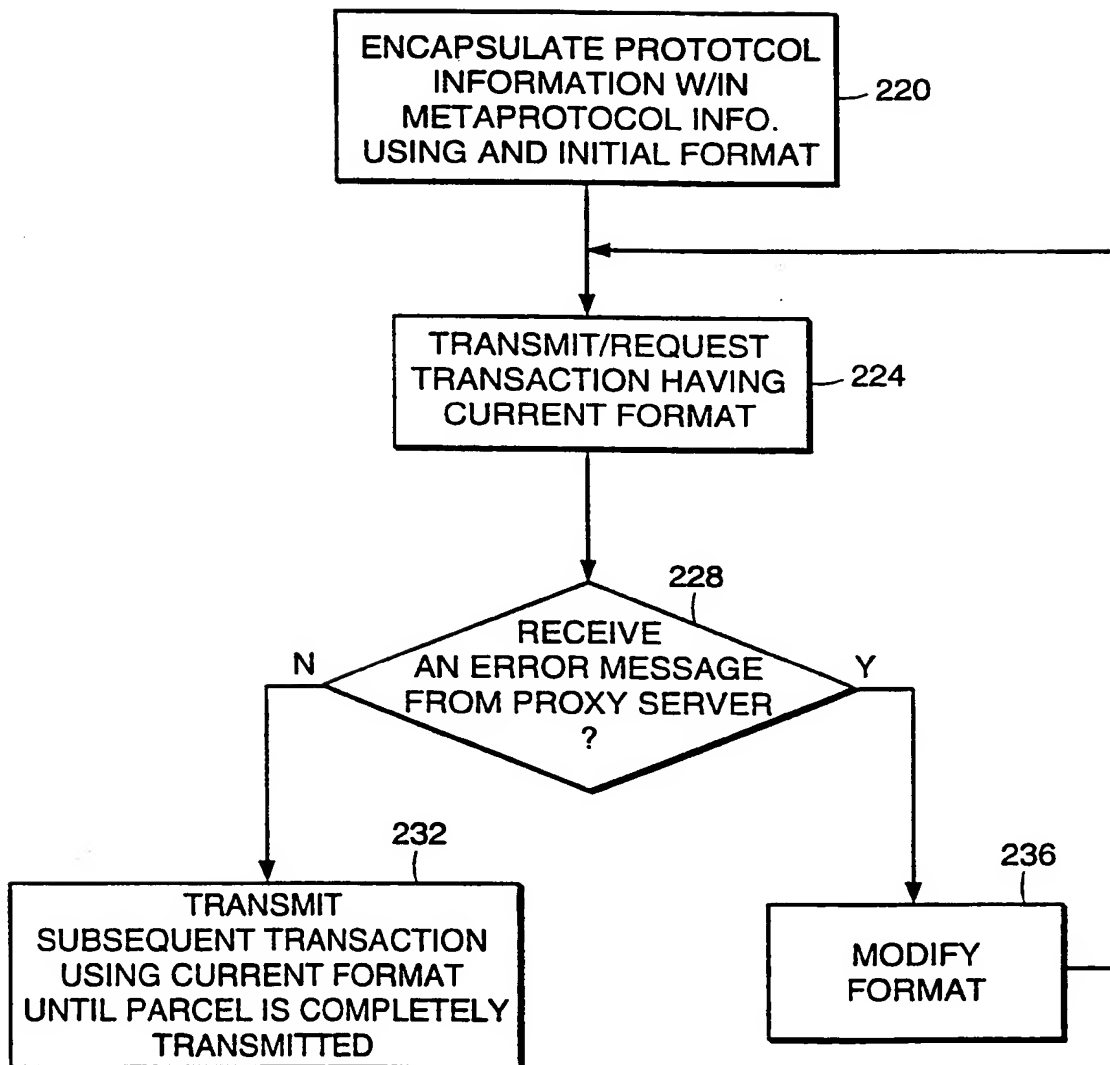 ENCAPSULATE PROTOTCOL
INFORMATION W/IN
METAPROTOCOL INFO.
USING AND INITIAL FORMAT
220
TRANSMIT/REQUEST
TRANSACTION HAVING
CURRENT FORMAT
224
228
RECEIVE
AN ERROR MESSAGE
FROM PROXY SERVER
?
N
Y
232
TRANSMIT
SUBSEQUENT TRANSACTION
USING CURRENT FORMAT
UNTIL PARCEL IS COMPLETELY
TRANSMITTED
236
MODIFY
FORMAT